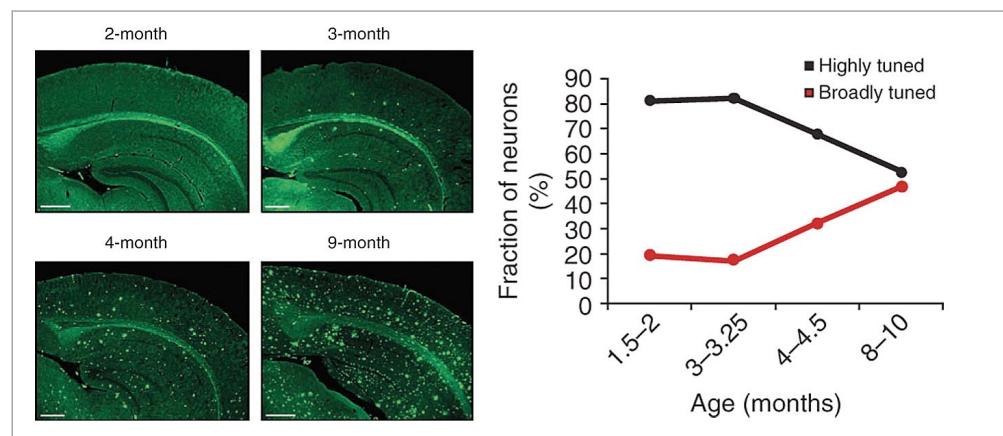 2-month
3-month
4-month
9-month
Highly tuned
Broadly tuned
Fraction of neurons
(%)
90
80
70
60
50
40
30
20
10
0
1.5–2
3–3.25
4–4.5
8–10
Age (months)